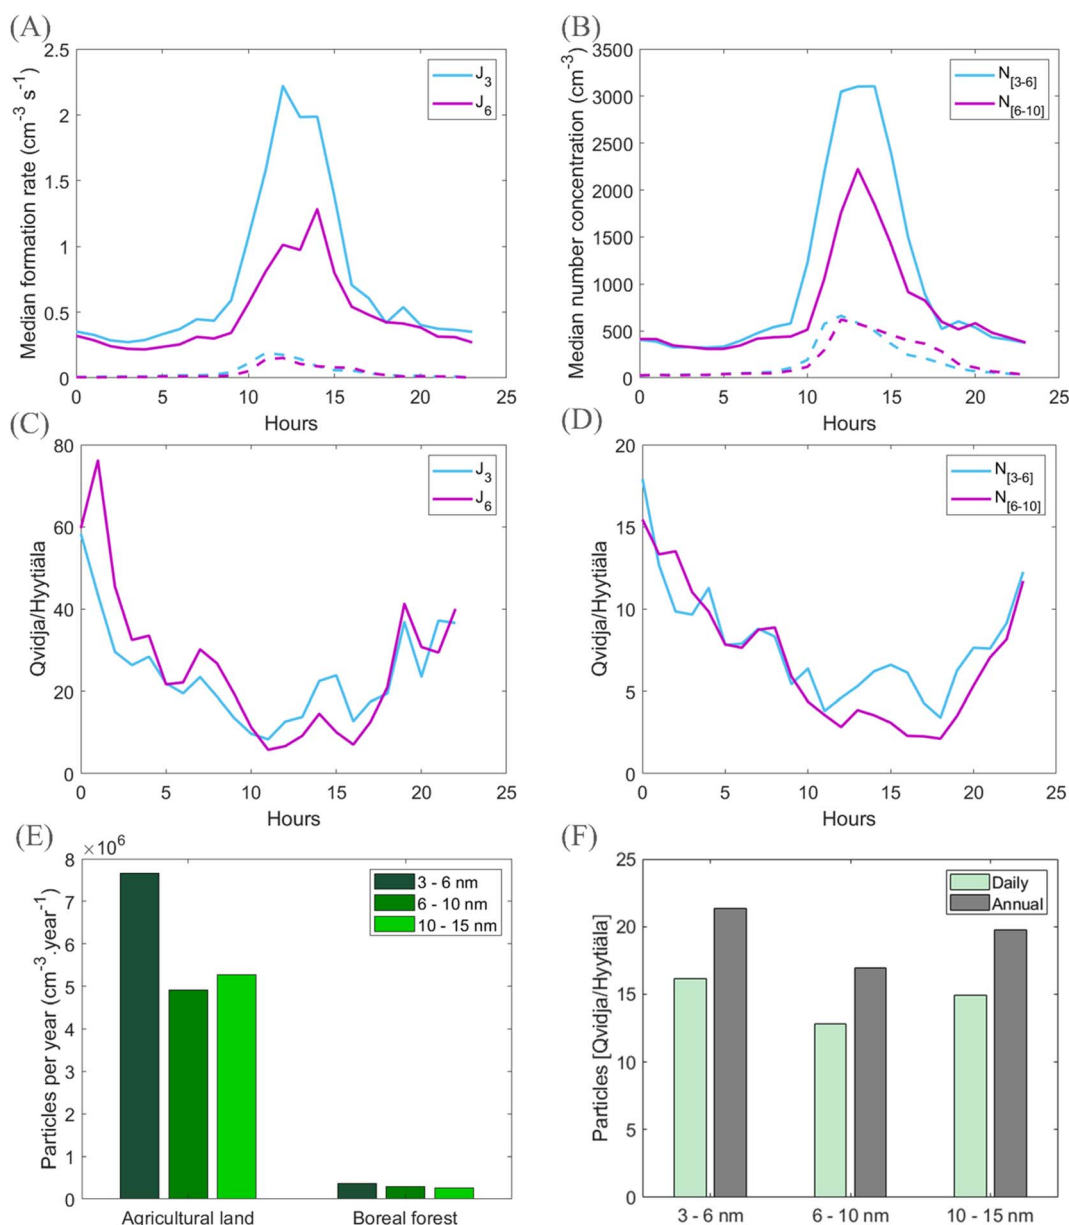 (A)
Median formation rate (cm⁻³ s⁻¹)
2.5
2
1.5
1
0.5
0
J₃
J₆
0 5 10 15 20 25
Hours
(B)
Median number concentration (cm⁻³)
3500
3000
2500
2000
1500
1000
500
0
N[3-6]
N[6-10]
0 5 10 15 20 25
Hours
(C)
Qvidja/Hyytiäla
80
60
40
20
0
J₃
J₆
0 5 10 15 20 25
Hours
(D)
Qvidja/Hyytiäla
20
15
10
5
0
N[3-6]
N[6-10]
0 5 10 15 20 25
Hours
(E)
×10⁶
Particles per year (cm⁻³.year⁻¹)
8
7
6
5
4
3
2
1
0
3 - 6 nm
6 - 10 nm
10 - 15 nm
Agricultural land Boreal forest
(F)
Particles [Qvidja/Hyytiäla]
25
20
15
10
5
0
Daily
Annual
3 - 6 nm 6 - 10 nm 10 - 15 nm